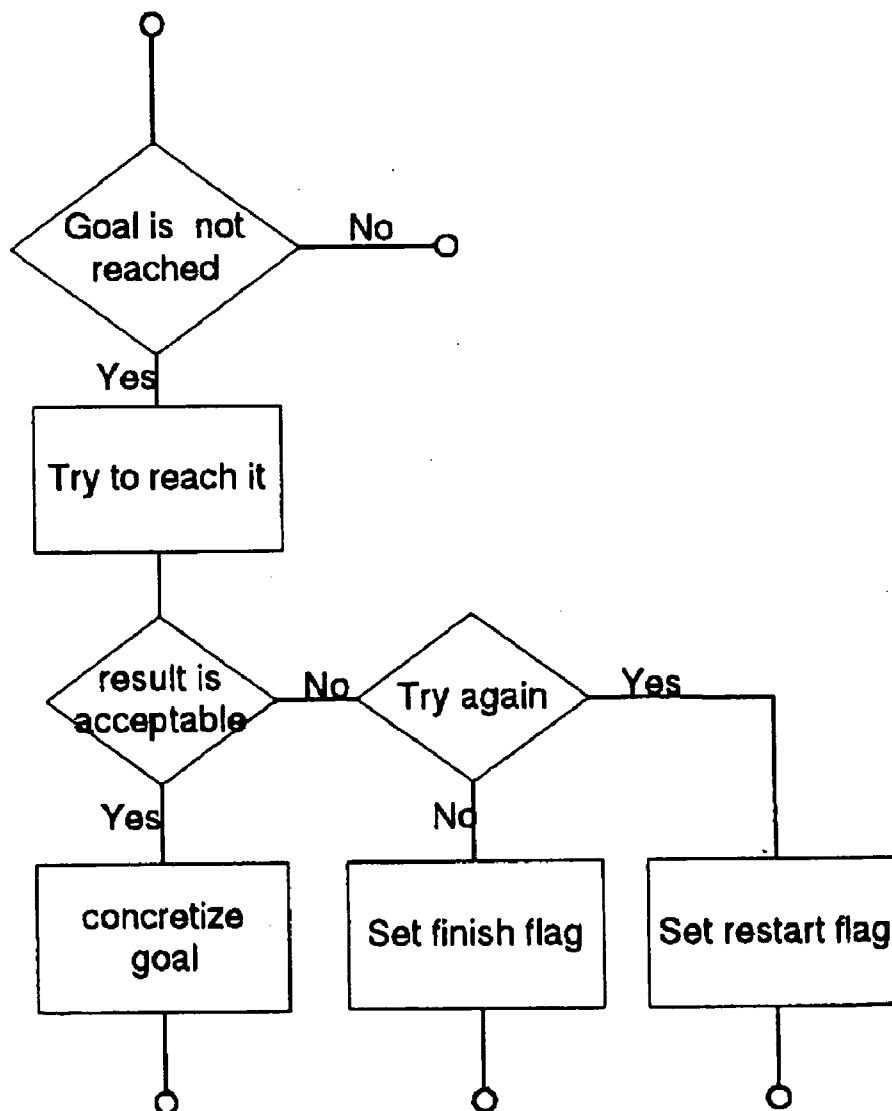 Goal is not
reached
No
Yes
Try to reach it
result is
acceptable
No
Try again
Yes
Yes
No
concretize
goal
Set finish flag
Set restart flag